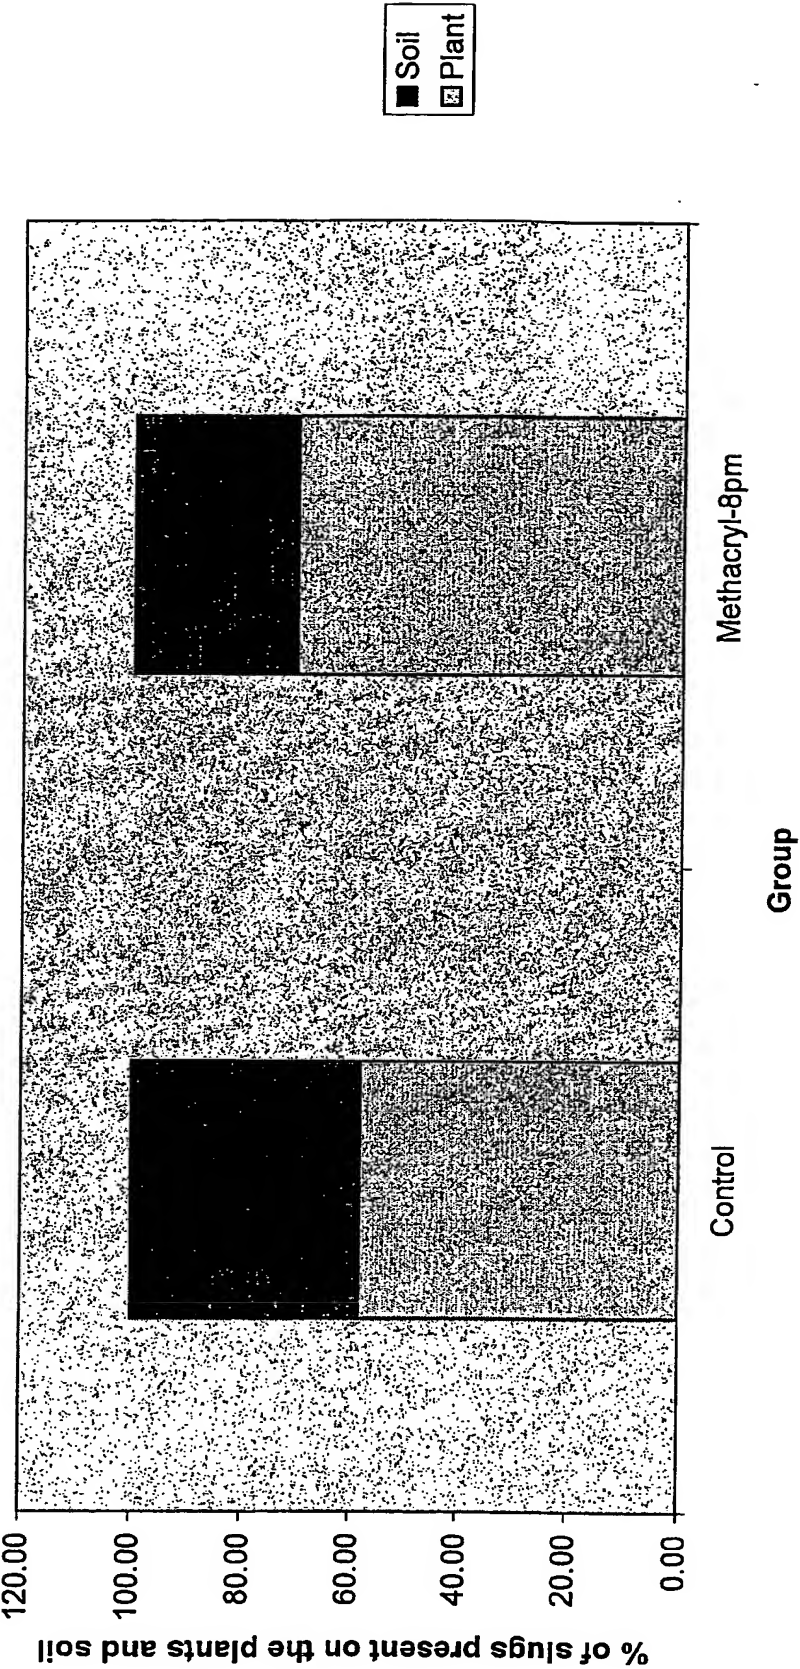 % of slugs present on the plants and soil
120.00
100.00
80.00
60.00
40.00
20.00
0.00
Control
Methacryl-8pm
Group
Soil
Plant